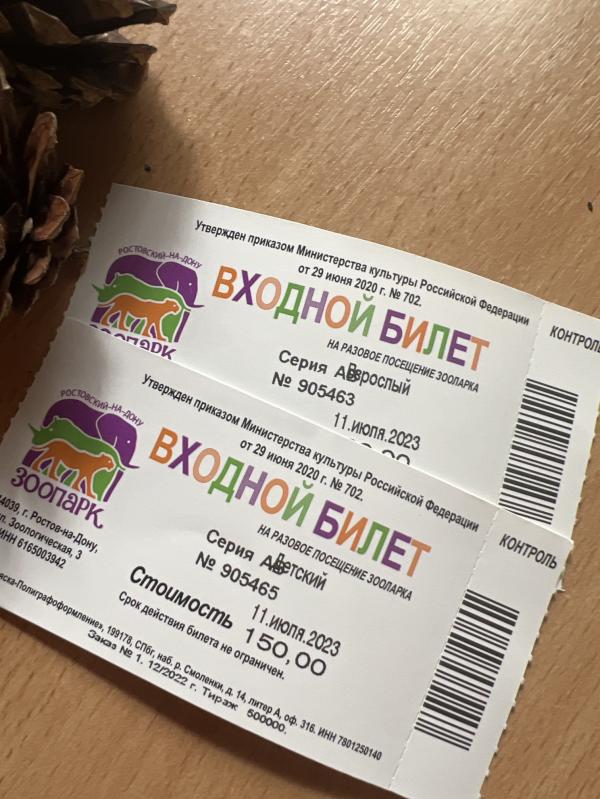 РОСТОВСКИЙ-НА-ДОНУ
ЗООПАРК
Утвержден приказом Министерства культуры Российской Федерации
от 29 июня 2020 г. № 702.
ВХОДНОЙ БИЛЕТ
НА РАЗОВОЕ ПОСЕЩЕНИЕ ЗООПАРКА
Серия АВ Взрослый
№ 905463
11.июля.2023
КОНТРОЛЬ
РОСТОВСКИЙ-НА-ДОНУ
ЗООПАРК
г. Ростов-на-Дону,
Зоологическая, 3
ИНН 6165003942
Утвержден приказом Министерства культуры Российской Федерации
от 29 июня 2020 г. № 702.
ВХОДНОЙ БИЛЕТ
НА РАЗОВОЕ ПОСЕЩЕНИЕ ЗООПАРКА
Серия АВ Детский
№ 905465
11.июля.2023
Стоимость 150,00
Срок действия билета не ограничен.
199178, СПбг, наб. р. Смоленки, д. 14, литер А, оф. 316. ИНН 7801250140
Заказ № 1. 12/2022 г. Тираж 500000.
КОНТРОЛЬ